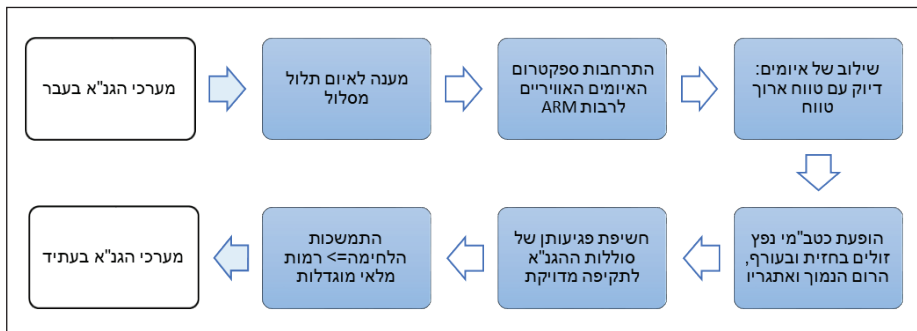 מערכי הגנ"א בעבר
מענה לאיום תלול
מסלול
התרחבות ספקטרום
האיומים האוויריים
לרבות ARM
שילוב של איומים:
דיוק עם טווח ארוך
טווח
הופעת כטב"מי נפץ
זולים בחזית ובעורף,
הרום הנמוך ואתגריו
חשיפת פגיעותן של
סוללות ההגנ"א
לתקיפה מדויקת
התמשכות
הלחימה=> רמות
מלאי מוגדלות
מערכי הגנ"א בעתיד